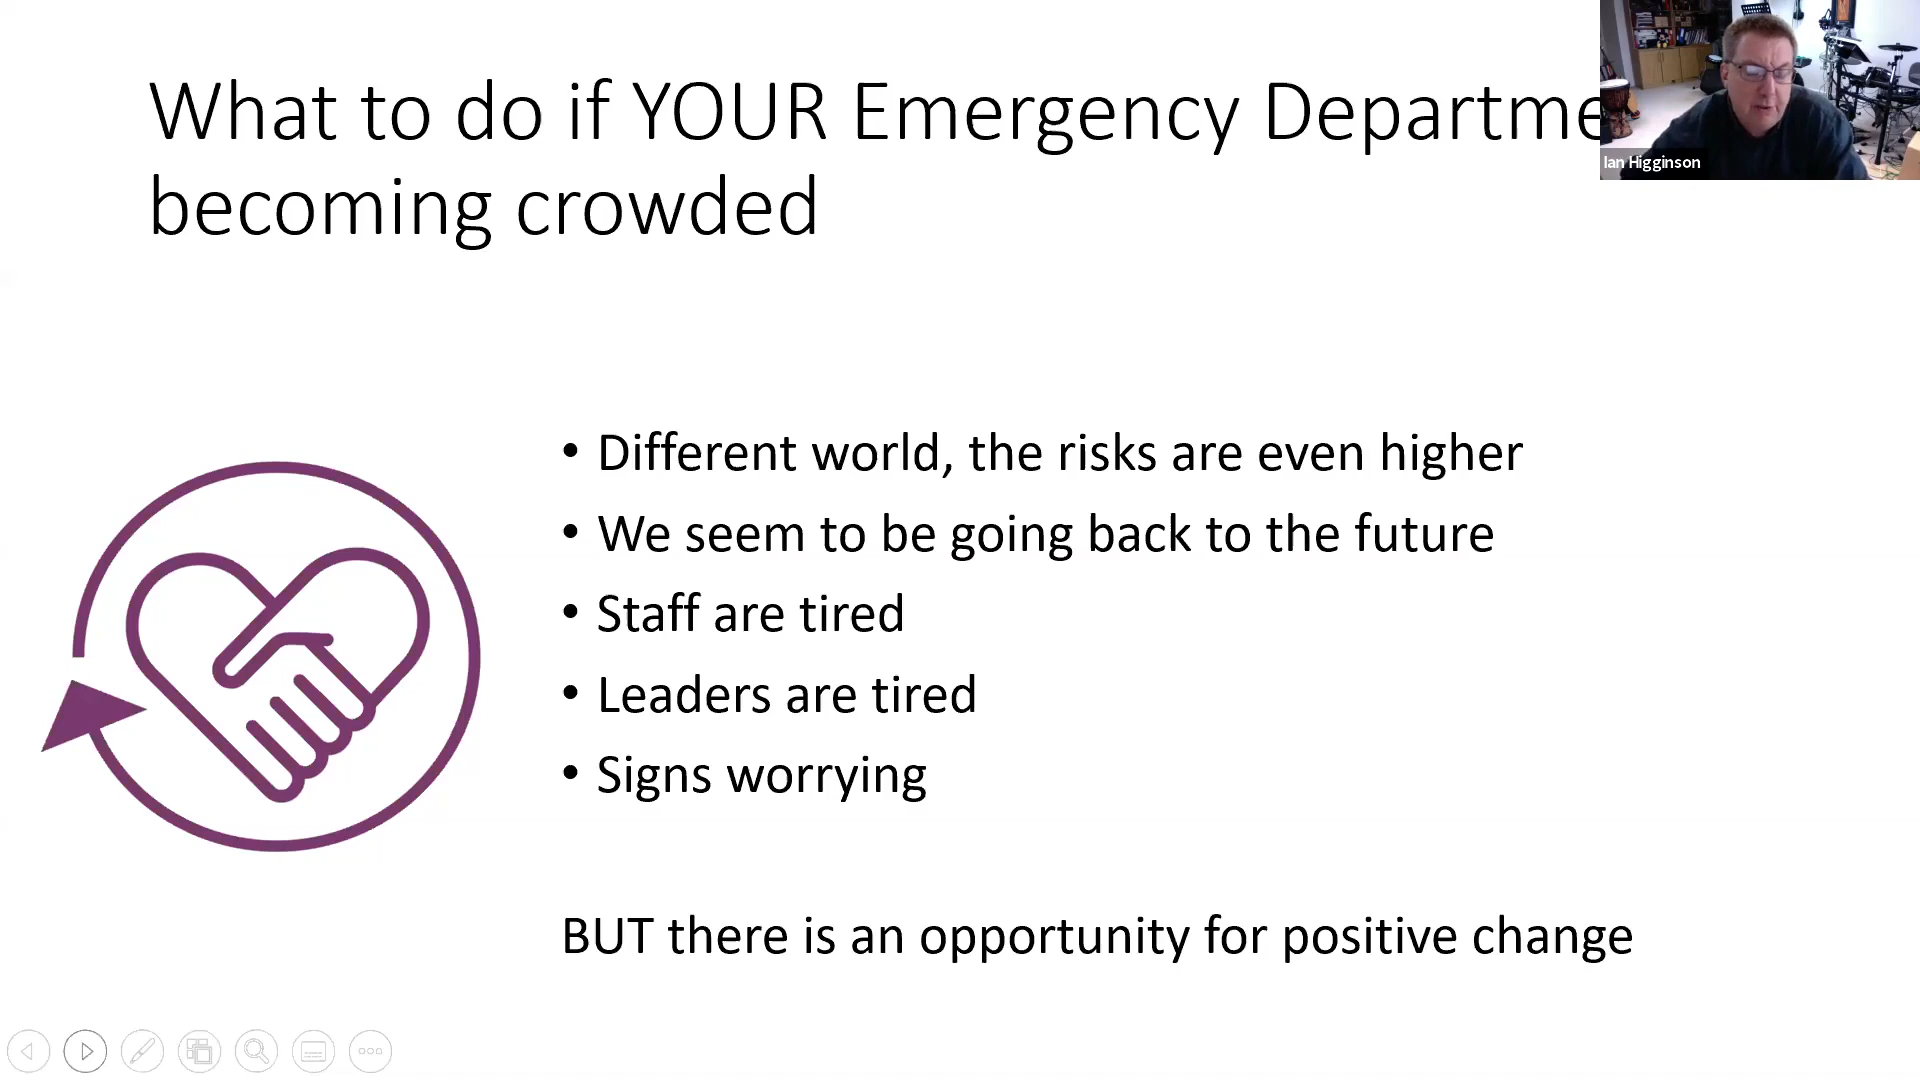 What to do if YOUR Emergency Departme
becoming crowded
Ian Higginson
• Different world, the risks are even higher
• We seem to be going back to the future
• Staff are tired
• Leaders are tired
• Signs worrying
BUT there is an opportunity for positive change